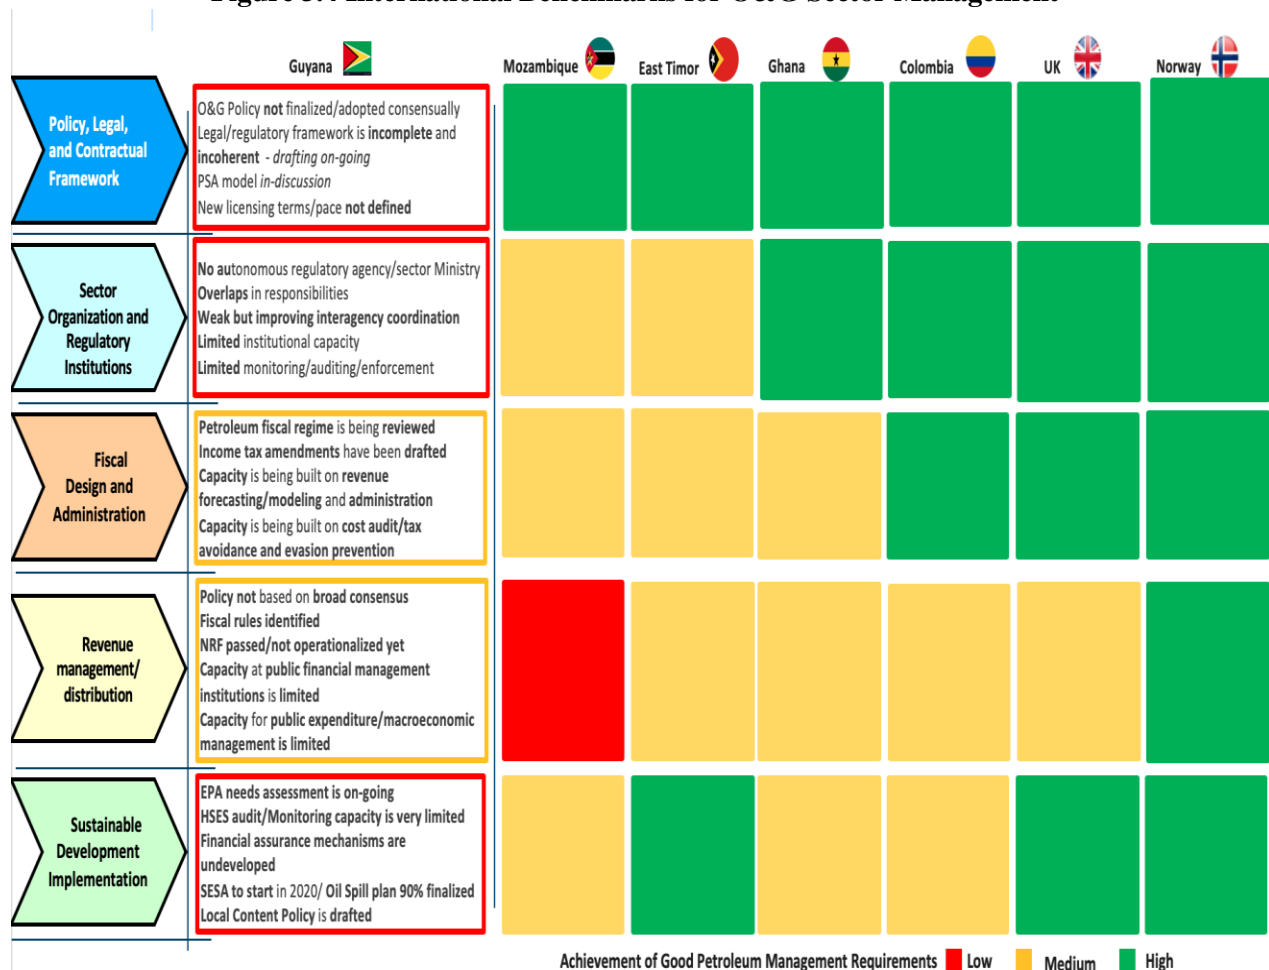 Figure 3.4 International Benchmarks for O&G Sector Management
Guyana
Mozambique
East Timor
Ghana
Colombia
UK
Norway
Policy, Legal,
and Contractual
Framework
O&G Policy not finalized/adopted consensually
Legal/regulatory framework is incomplete and
incoherent - drafting on-going
PSA model in-discussion
New licensing terms/pace not defined
Sector
Organization and
Regulatory
Institutions
No autonomous regulatory agency/sector Ministry
Overlaps in responsibilities
Weak but improving interagency coordination
Limited institutional capacity
Limited monitoring/auditing/enforcement
Fiscal
Design and
Administration
Petroleum fiscal regime is being reviewed
Income tax amendments have been drafted
Capacity is being built on revenue
forecasting/modeling and administration
Capacity is being built on cost audit/tax
avoidance and evasion prevention
Revenue
management/
distribution
Policy not based on broad consensus
Fiscal rules identified
NRF passed/not operationalized yet
Capacity at public financial management
institutions is limited
Capacity for public expenditure/macroeconomic
management is limited
Sustainable
Development
Implementation
EPA needs assessment is on-going
HSES audit/Monitoring capacity is very limited
Financial assurance mechanisms are
undeveloped
SESA to start in 2020/ Oil Spill plan 90% finalized
Local Content Policy is drafted
Achievement of Good Petroleum Management Requirements Low Medium High